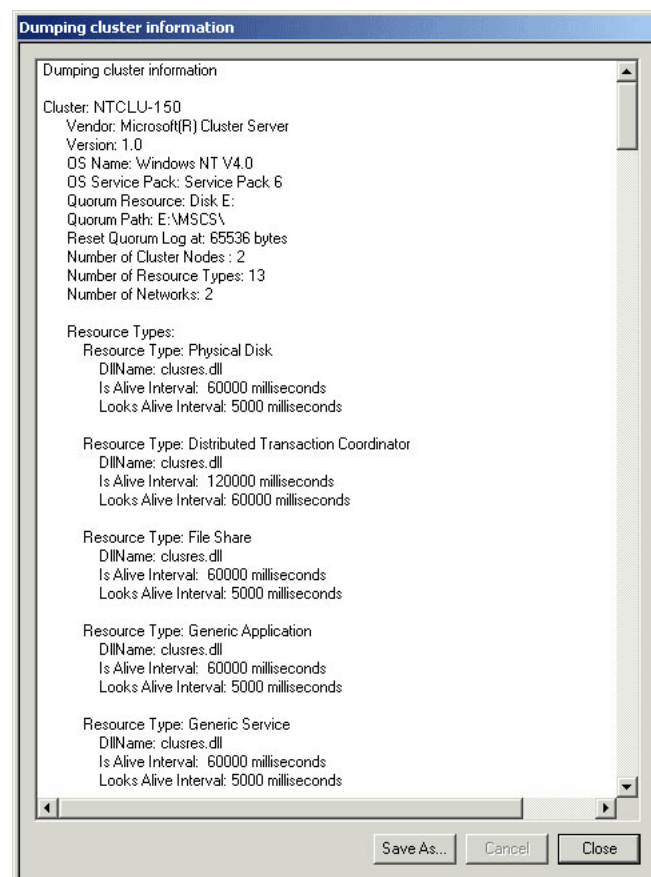 Dumping cluster information
Dumping cluster information
Cluster: NTCLU-150
Vendor: Microsoft(R) Cluster Server
Version: 1.0
OS Name: Windows NT V4.0
OS Service Pack: Service Pack 6
Quorum Resource: Disk E:
Quorum Path: E:\MSCS\
Reset Quorum Log at: 65536 bytes
Number of Cluster Nodes : 2
Number of Resource Types: 13
Number of Networks: 2
Resource Types:
Resource Type: Physical Disk
DllName: clusres.dll
Is Alive Interval: 60000 milliseconds
Looks Alive Interval: 5000 milliseconds
Resource Type: Distributed Transaction Coordinator
DllName: clusres.dll
Is Alive Interval: 120000 milliseconds
Looks Alive Interval: 60000 milliseconds
Resource Type: File Share
DllName: clusres.dll
Is Alive Interval: 60000 milliseconds
Looks Alive Interval: 5000 milliseconds
Resource Type: Generic Application
DllName: clusres.dll
Is Alive Interval: 60000 milliseconds
Looks Alive Interval: 5000 milliseconds
Resource Type: Generic Service
DllName: clusres.dll
Is Alive Interval: 60000 milliseconds
Looks Alive Interval: 5000 milliseconds
Save As... Cancel Close